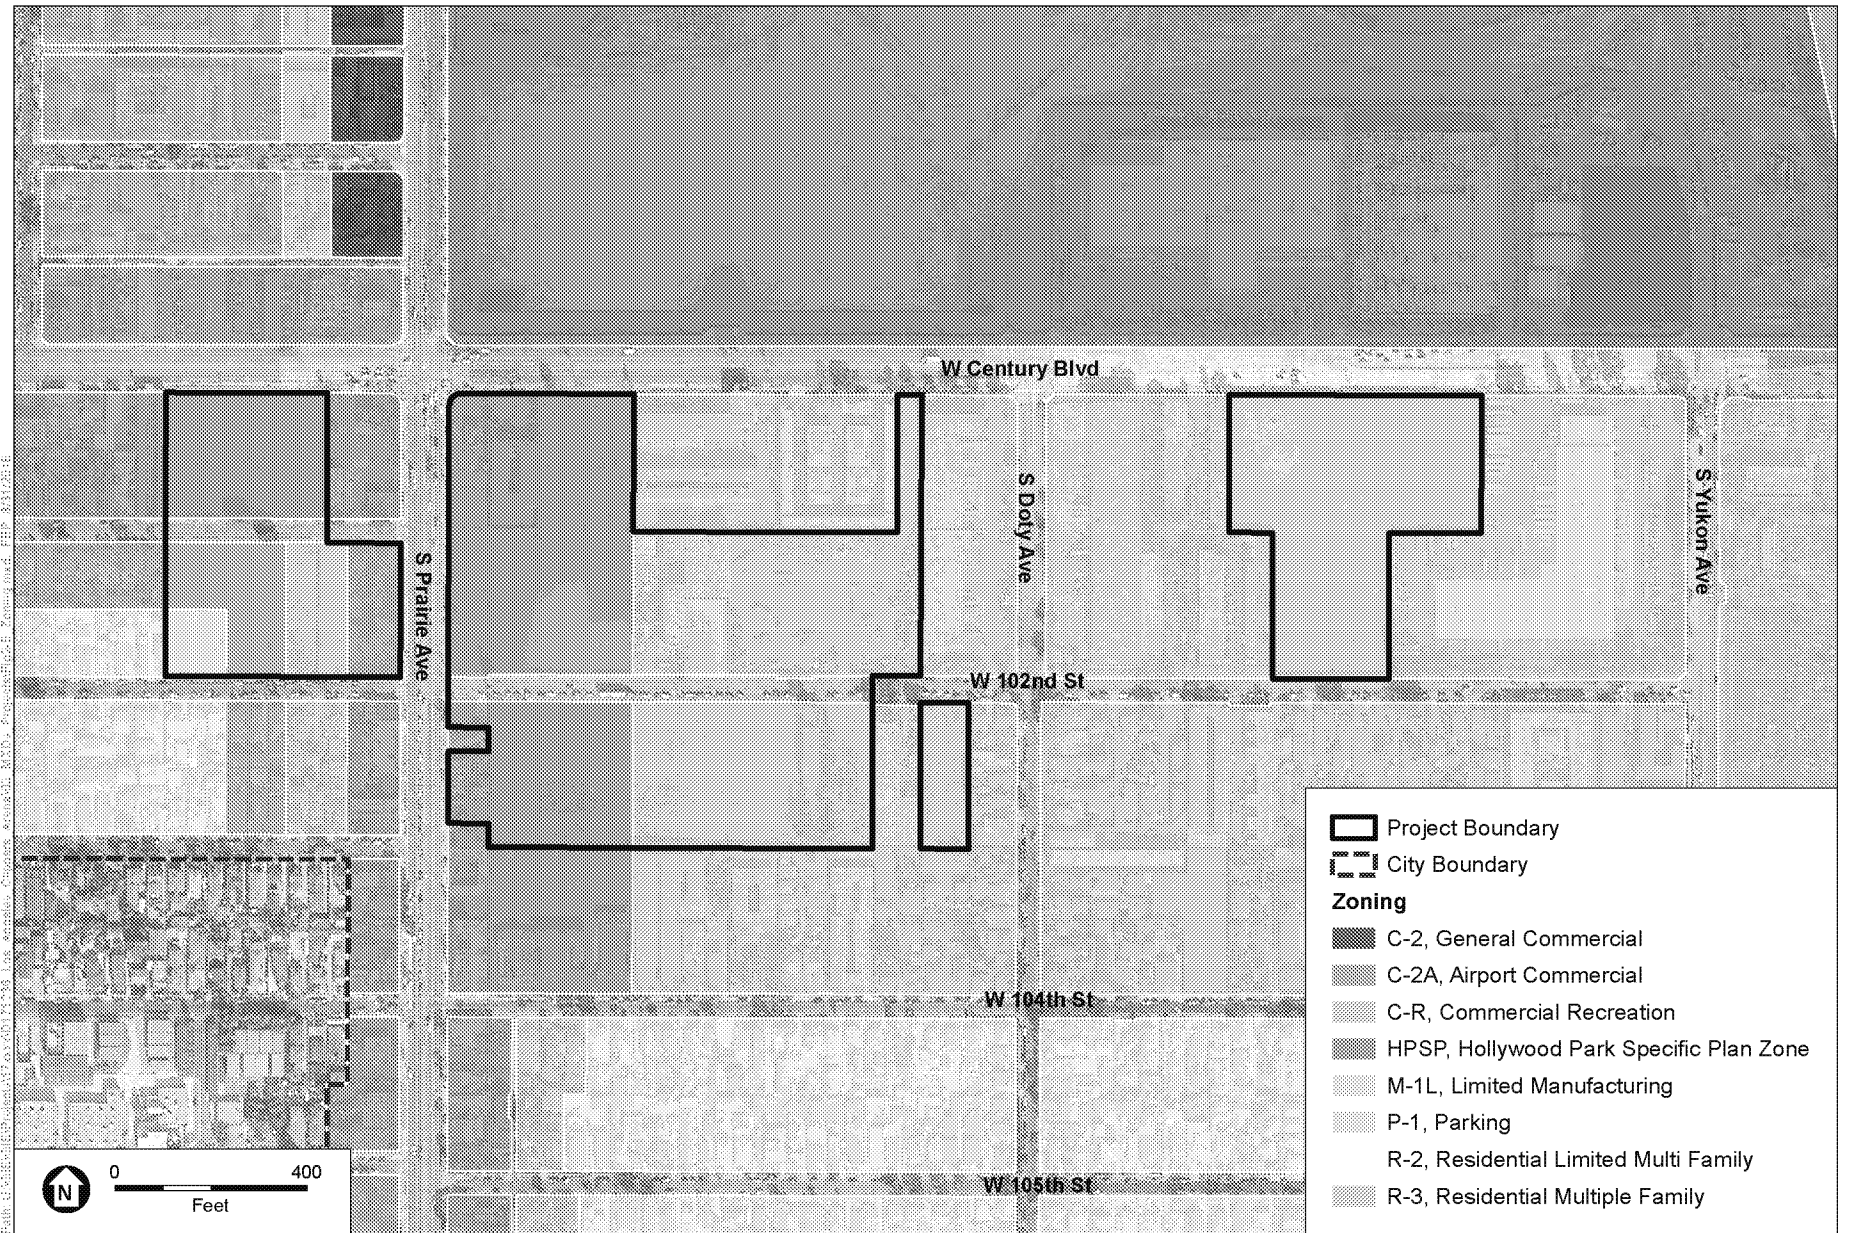 W Century Blvd
S Doty Ave
S Yukon Ave
S Prairie Ave
W 102nd St
W 104th St
W 105th St
Project Boundary
City Boundary
Zoning
C-2, General Commercial
C-2A, Airport Commercial
C-R, Commercial Recreation
HPSP, Hollywood Park Specific Plan Zone
M-1L, Limited Manufacturing
P-1, Parking
R-2, Residential Limited Multi Family
R-3, Residential Multiple Family
N
0 400
Feet